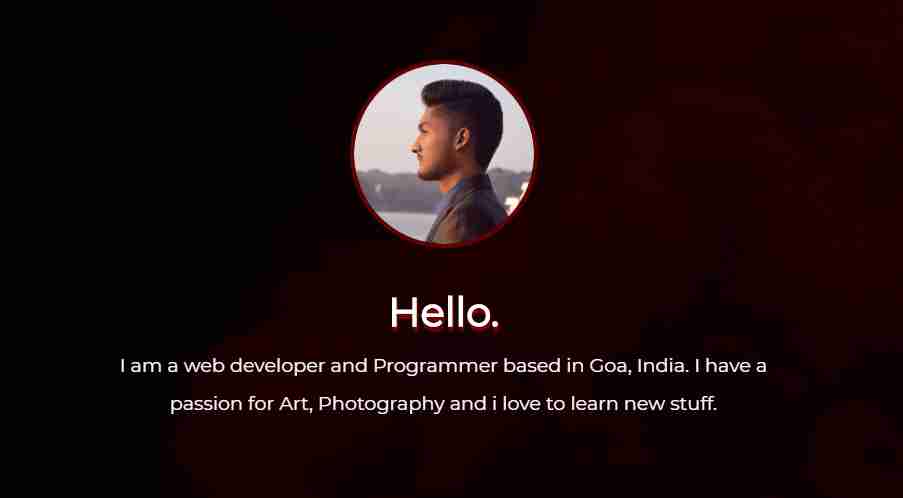 Hello.
I am a web developer and Programmer based in Goa, India. I have a
passion for Art, Photography and i love to learn new stuff.